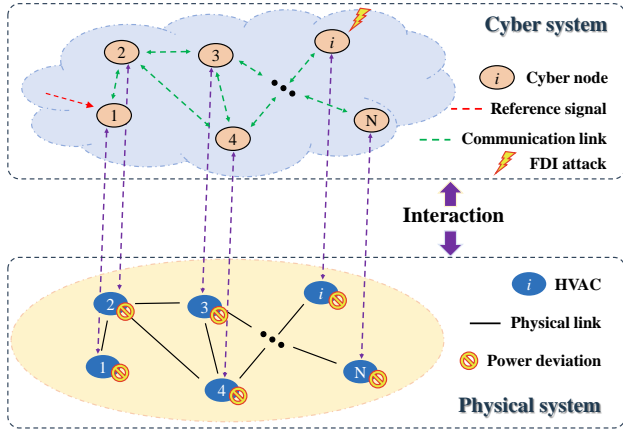 Cyber system
2
3
i
1
4
N
i Cyber node
Reference signal
Communication link
FDI attack
Interaction
2
3
i
1
4
N
i HVAC
Physical link
Power deviation
Physical system